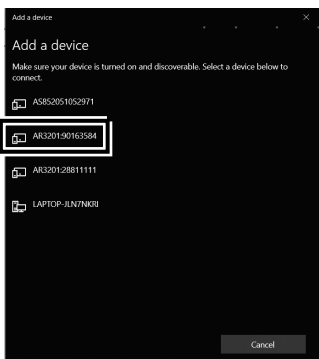 Add a device
Add a device
Make sure your device is turned on and discoverable. Select a device below to
connect.
AS852051052971
AR3201:90163584
AR3201:28811111
LAPTOP-JLN7NKRI
Cancel